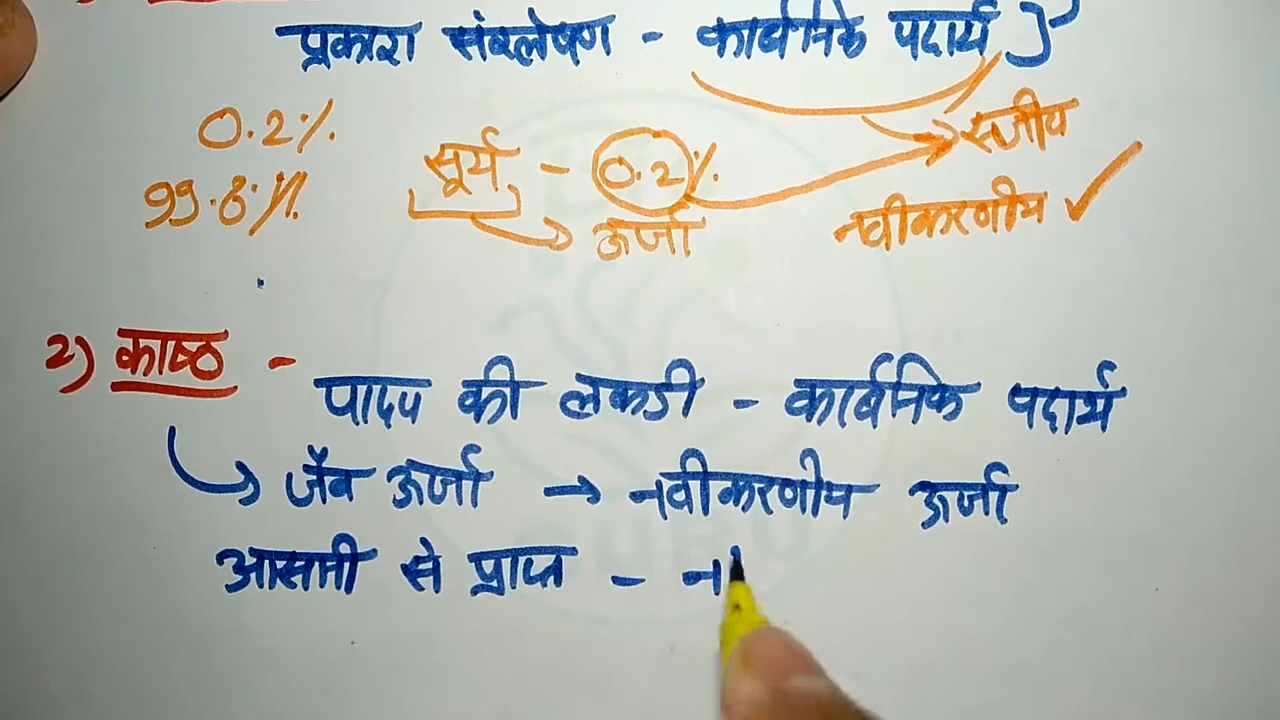 प्रकाश संश्लेषण - कार्बनिक पदार्थ }
0.2%
99.8%
सूर्य - 0.2%
ऊर्जा
सजीव
नवीकरणीय ✓
2) काष्ठ -
पादप की लकडी - कार्बनिक पदार्थ
↳ जैव ऊर्जा → नवीकरणीय ऊर्जा
आसानी से प्राप्त - न